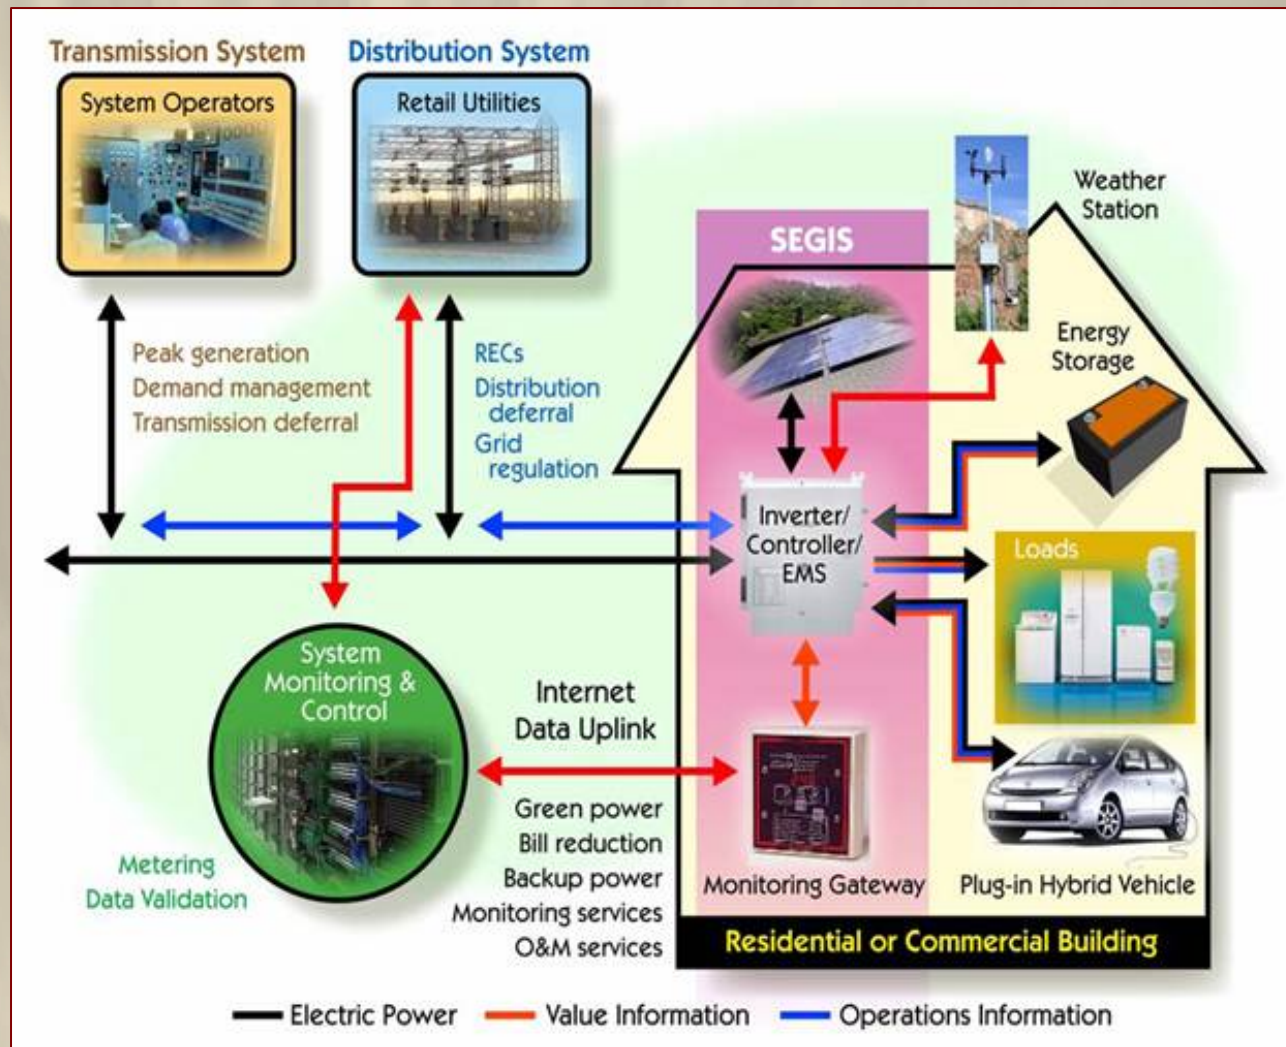 Transmission System
Distribution System
System Operators
Retail Utilities
Weather
Station
SEGIS
Energy
Storage
Peak generation
Demand management
Transmission deferral
RECs
Distribution
deferral
Grid
regulation
Inverter/
Controller/
EMS
Loads
System
Monitoring &
Control
Internet
Data Uplink
Green power
Bill reduction
Backup power
Monitoring services
O&M services
Metering
Data Validation
Monitoring Gateway
Plug-in Hybrid Vehicle
Residential or Commercial Building
Electric Power
Value Information
Operations Information